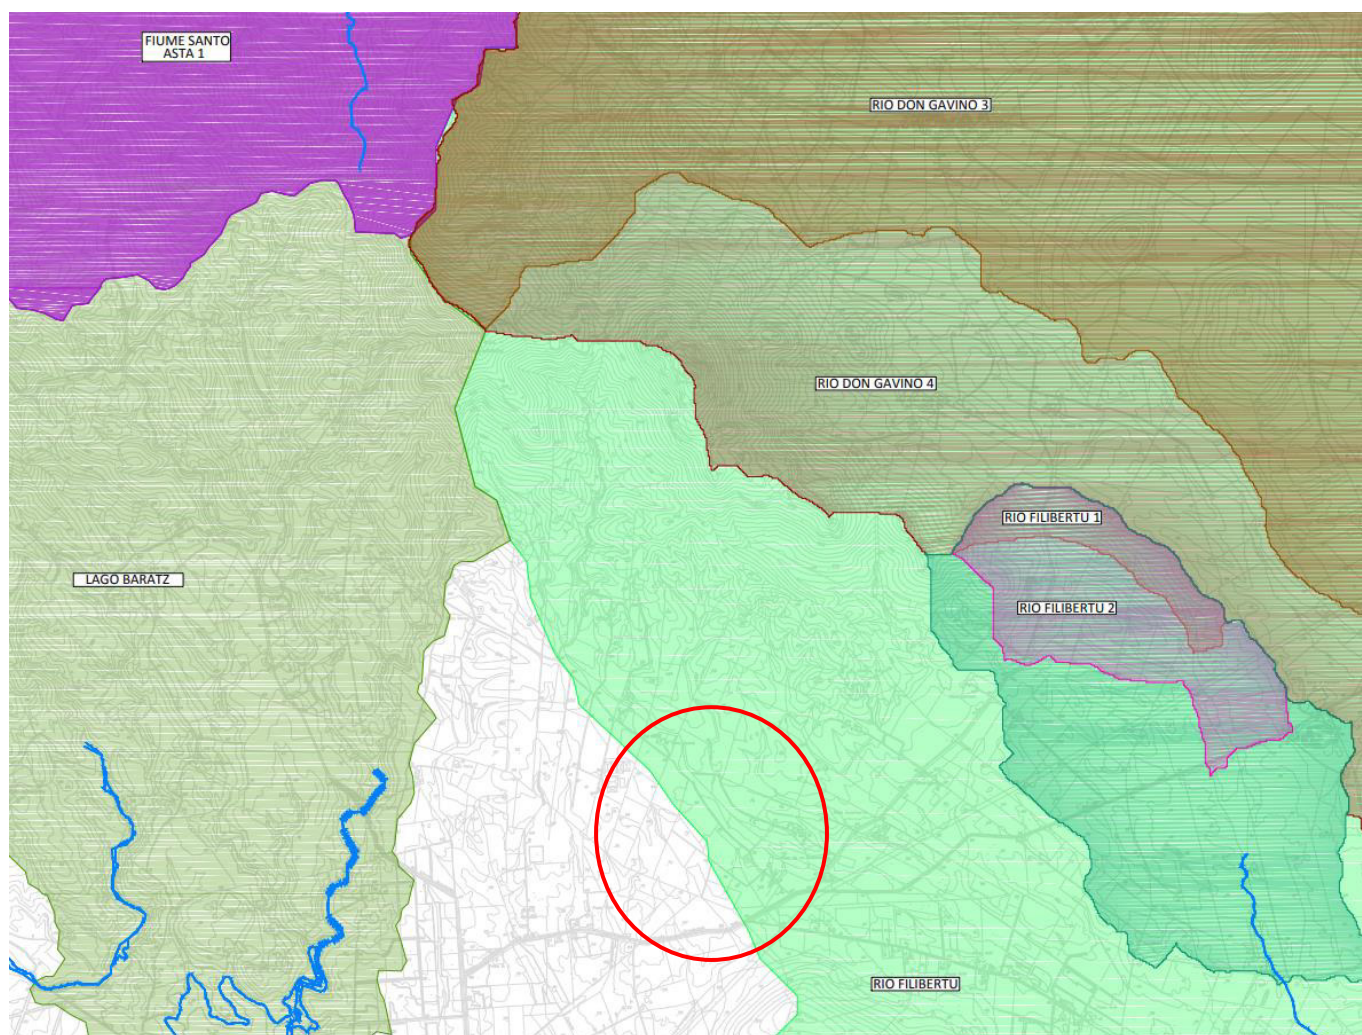 FIUME SANTO
ASTA 1
RIO DON GAVINO 3
RIO DON GAVINO 4
RIO FILIBERTU 1
LAGO BARATZ
RIO FILIBERTU 2
RIO FILIBERTU